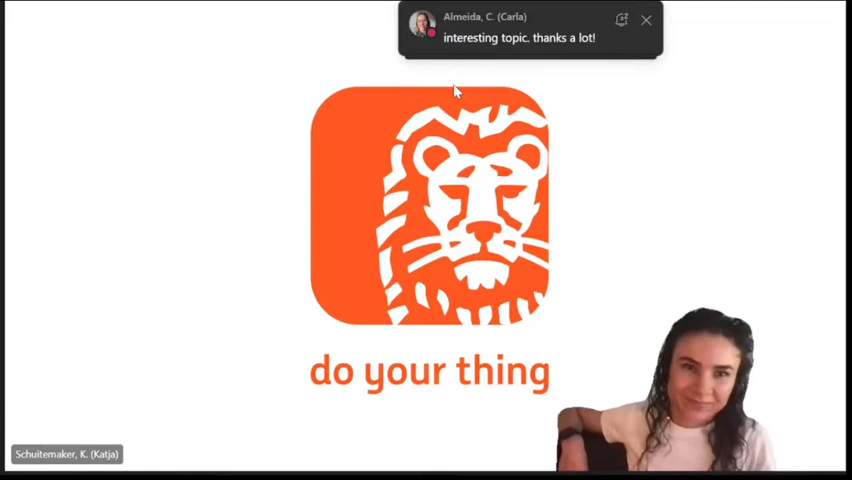 Almeida, C. (Carla)
interesting topic. thanks a lot!
do your thing
Schuitemaker, K. (Katja)